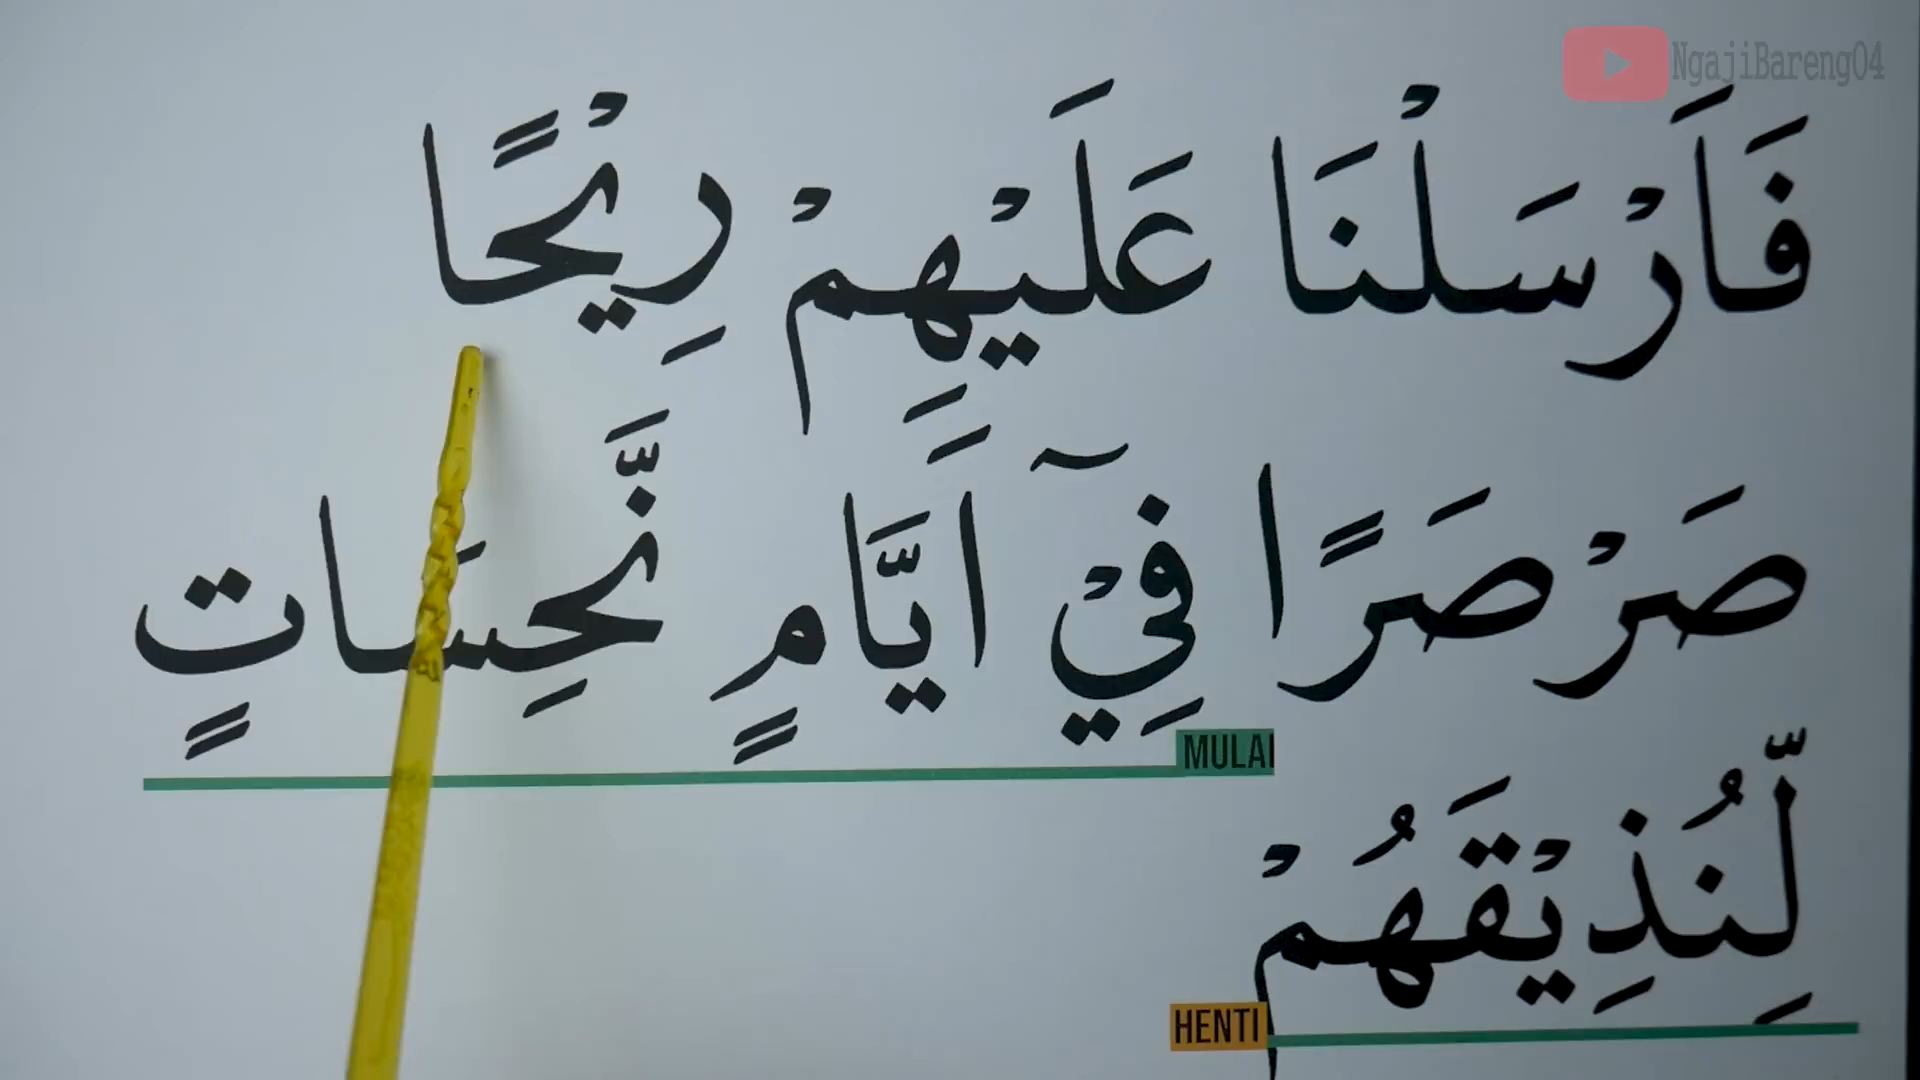 NgajiBareng04
فَاَرْسَلْنَا عَلَيْهِمْ رِيْحًا
صَرْصَرًا فِيْٓ اَيَّامٍ نَّحِسَاتٍ
MULAI
لِّنُذِيْقَهُمْ
HENTI